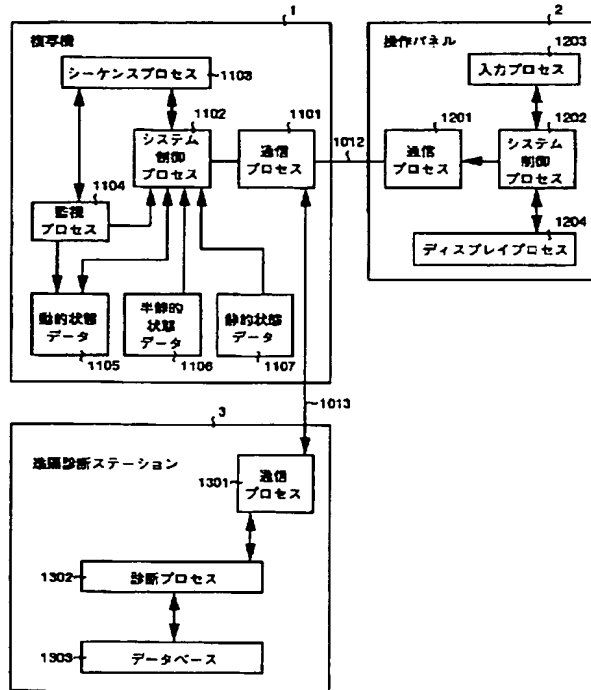 1
複写機
シーケンスプロセス
1103
1102
システム
制御
プロセス
1101
通信
プロセス
1012
1104
監視
プロセス
動的状態
データ
1105
半静的
状態
データ
1106
静的状態
データ
1107
2
操作パネル
1203
入力プロセス
1201
通信
プロセス
1202
システム
制御
プロセス
1204
ディスプレイプロセス
1013
3
遠隔診断ステーション
1301
通信
プロセス
1302
診断プロセス
1303
データベース